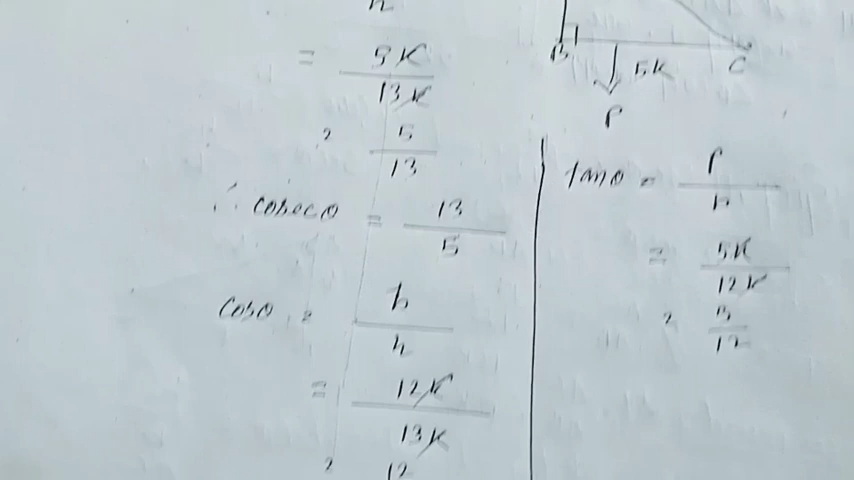 h
= 5K
13K
= 5
13
∴ cosecθ = 13
5
cosθ = b
h
= 12K
13K
= 12
B 5K C
P
tanθ = P
b
= 5K
12K
= 5
12